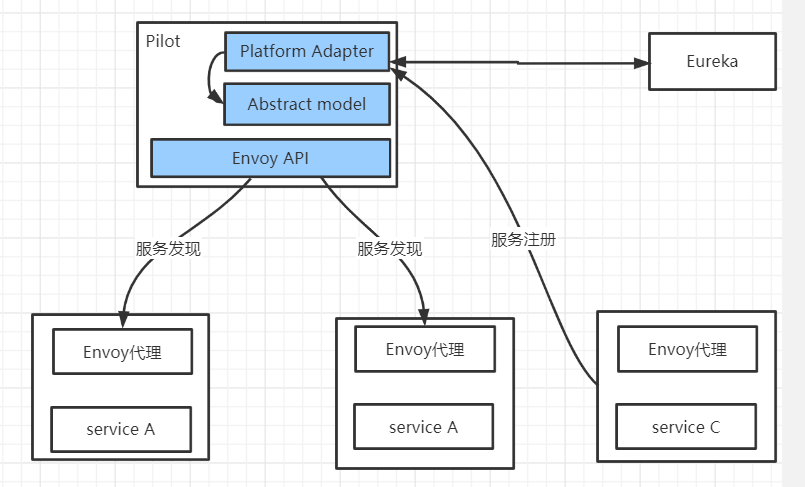 Pilot
Platform Adapter
Eureka
Abstract model
Envoy API
服务发现
服务发现
服务注册
Envoy代理
Envoy代理
Envoy代理
service A
service A
service C